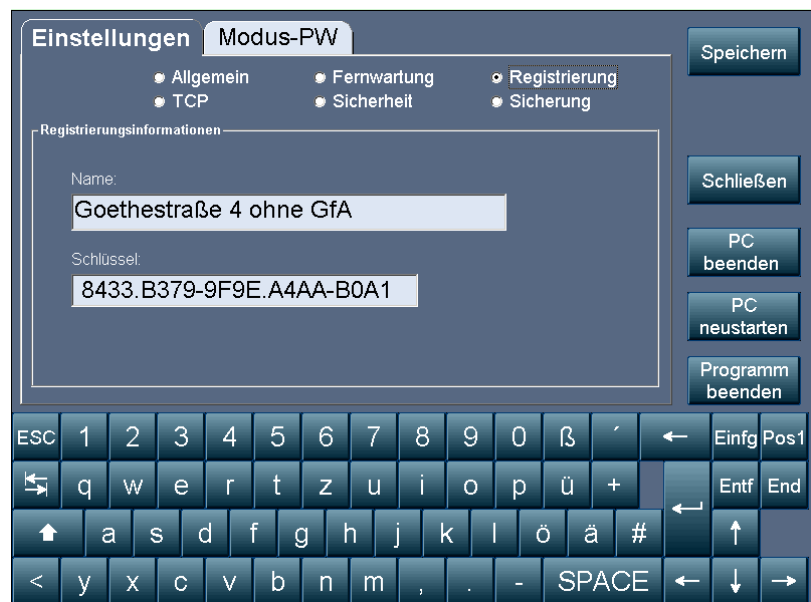 Einstellungen Modus-PW
Speichern
Allgemein Fernwartung Registrierung
TCP Sicherheit Sicherung
Registrierungsinformationen
Name:
Goethestraße 4 ohne GfA
Schließen
Schlüssel:
8433.B379-9F9E.A4AA-B0A1
PC
beenden
PC
neustarten
Programm
beenden
ESC 1 2 3 4 5 6 7 8 9 0 ß ´ ← Einfg Pos1
↹ q w e r t z u i o p ü + Entf End
⬆ a s d f g h j k l ö ä # ↵ ↑
< y x c v b n m , . - SPACE ← ↓ →